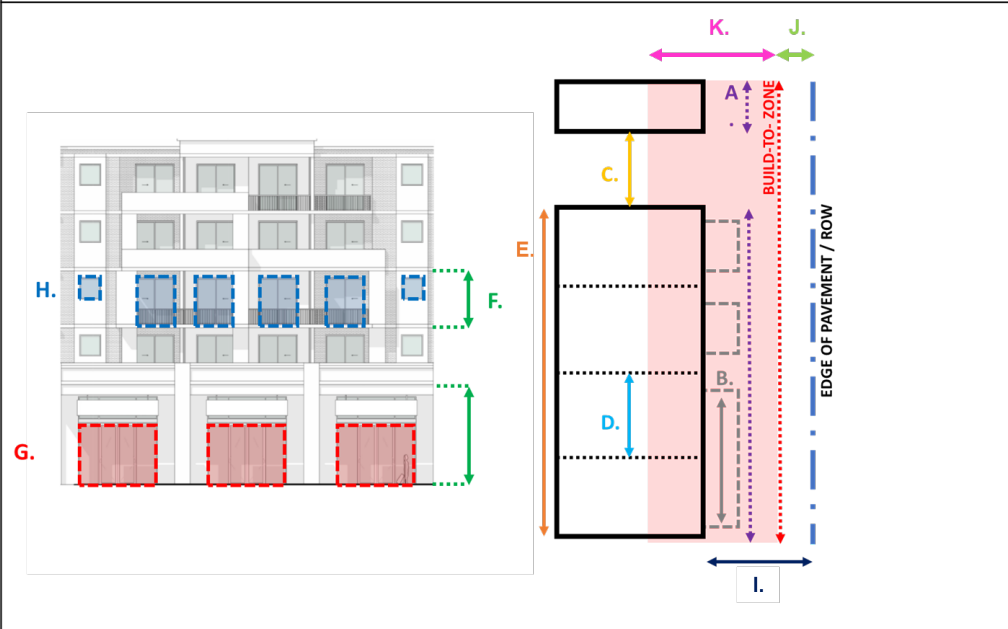 K.
J.
A
.
BUILD-TO- ZONE
C.
E.
EDGE OF PAVEMENT / ROW
H.
F.
B.
D.
G.
I.